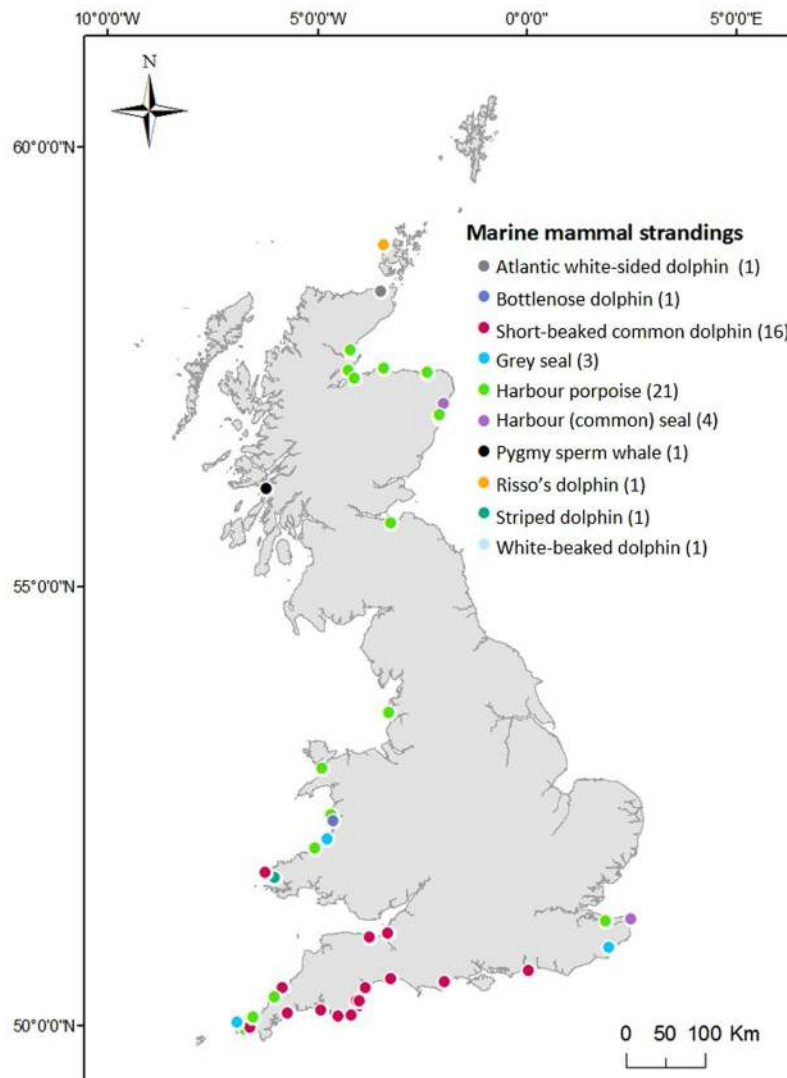 10°0'0"W 5°0'0"W 0°0'0"W 5°0'0"E
N
60°0'0"N
Marine mammal strandings
Atlantic white-sided dolphin (1)
Bottlenose dolphin (1)
Short-beaked common dolphin (16)
Grey seal (3)
Harbour porpoise (21)
Harbour (common) seal (4)
Pygmy sperm whale (1)
Risso's dolphin (1)
Striped dolphin (1)
White-beaked dolphin (1)
55°0'0"N
50°0'0"N
0 50 100 Km